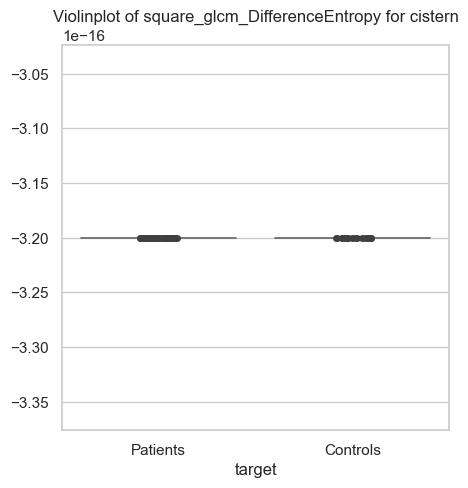 Violinplot of square_glcm_DifferenceEntropy for cistern
1e−16
−3.05
−3.10
−3.15
−3.20
−3.25
−3.30
−3.35
Patients Controls
target